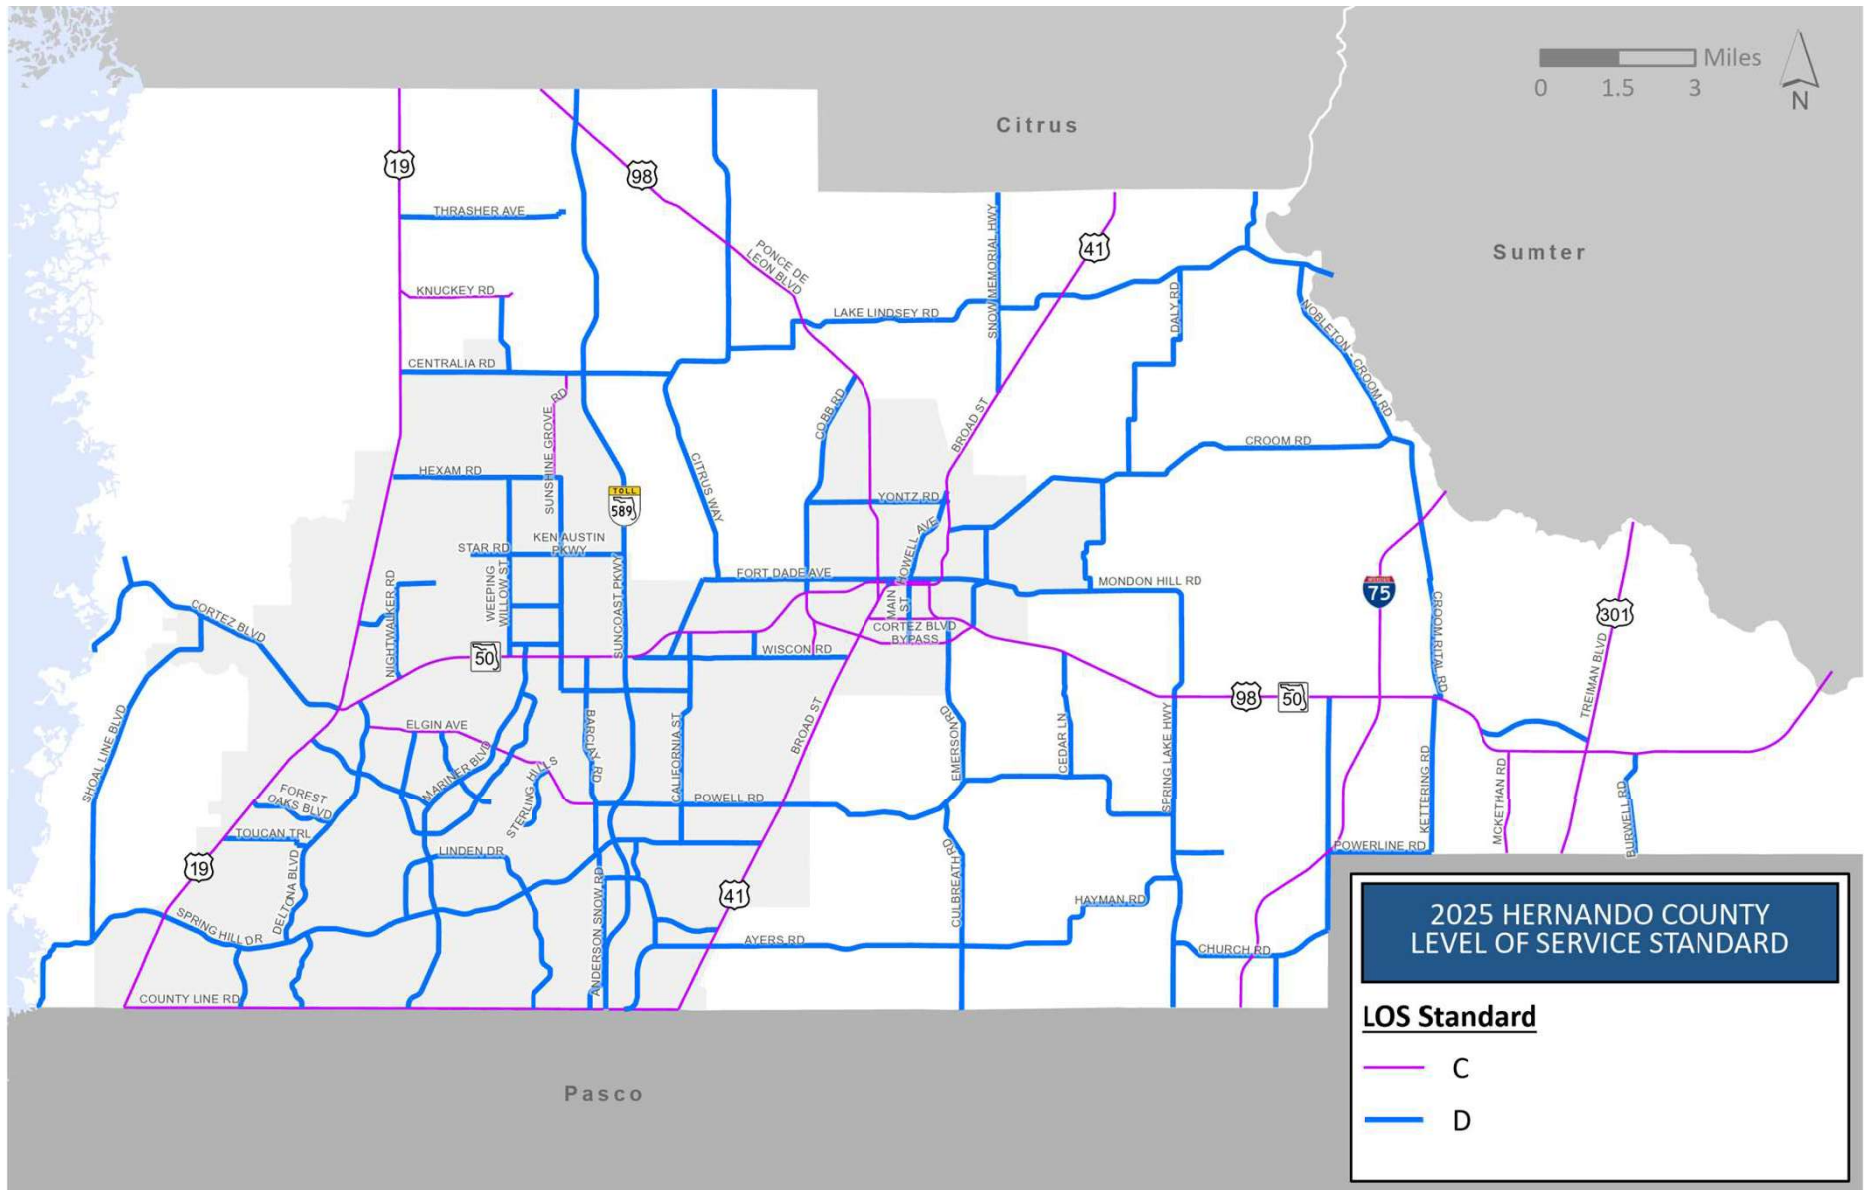 Miles
0 1.5 3
N
Citrus
Sumter
Pasco
19
98
THRASHER AVE
PONCE DE
LEON BLVD
SNOW MEMORIAL HWY
41
KNUCKEY RD
LAKE LINDSEY RD
DALY RD
NOBLETON - CROOM RD
CENTRALIA RD
SUNSHINE GROVE RD
COBB RD
BROAD ST
CROOM RD
HEXAM RD
CITRUS WAY
TOLL
589
YONTZ RD
HOWELL AVE
STAR RD
KEN AUSTIN
PKWY
WEEPING
WILLOW ST
SUNCOAST PKWY
FORT DADE AVE
MAIN
ST
MONDON HILL RD
INTERSTATE
75
CROOM RITAL RD
301
TREIMAN BLVD
CORTEZ BLVD
NIGHTWALKER RD
CORTEZ BLVD
BYPASS
50
WISCON RD
98
50
SHOAL LINE BLVD
ELGIN AVE
BARCLAY RD
CALIFORNIA ST
BROAD ST
EMERSON RD
CEDAR LN
SPRING LAKE HWY
KETTERING RD
MCKETHAN RD
BURWELL RD
MARINER BLVD
STERLING HILLS
FOREST
OAKS BLVD
POWELL RD
TOUCAN TRL
LINDEN DR
POWERLINE RD
19
DELTONA BLVD
ANDERSON SNOW RD
41
CULBREATH RD
HAYMAN RD
SPRING HILL DR
AYERS RD
CHURCH RD
COUNTY LINE RD
2025 HERNANDO COUNTY
LEVEL OF SERVICE STANDARD
LOS Standard
C
D